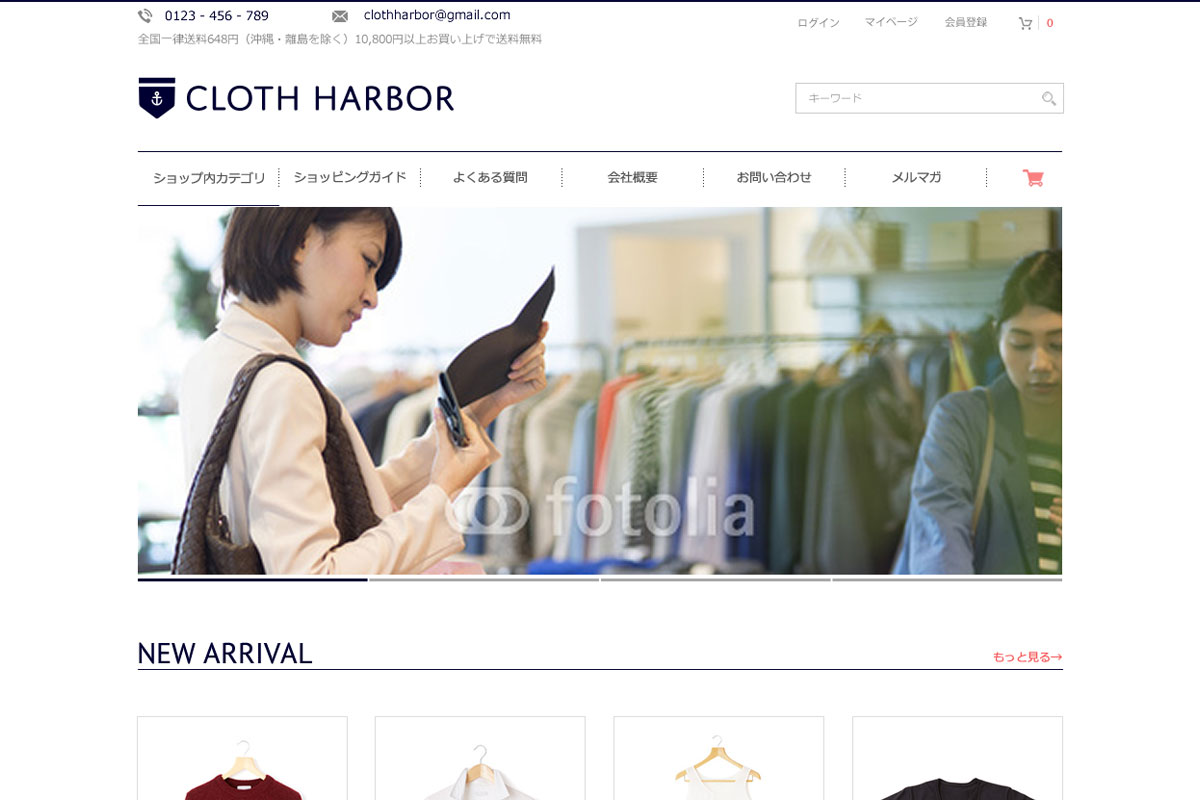 0123 - 456 - 789
clothharbor@gmail.com
ログイン
マイページ
会員登録
0
全国一律送料648円（沖縄・離島を除く）10,800円以上お買い上げで送料無料
CLOTH HARBOR
キーワード
ショップ内カテゴリ
ショッピングガイド
よくある質問
会社概要
お問い合わせ
メルマガ
fotolia
NEW ARRIVAL
もっと見る→